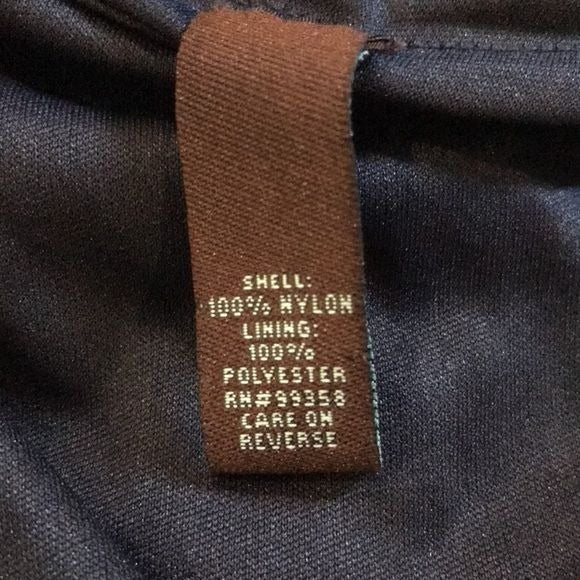 SHELL:
100% NYLON
LINING:
100%
POLYESTER
RN#99358
CARE ON
REVERSE